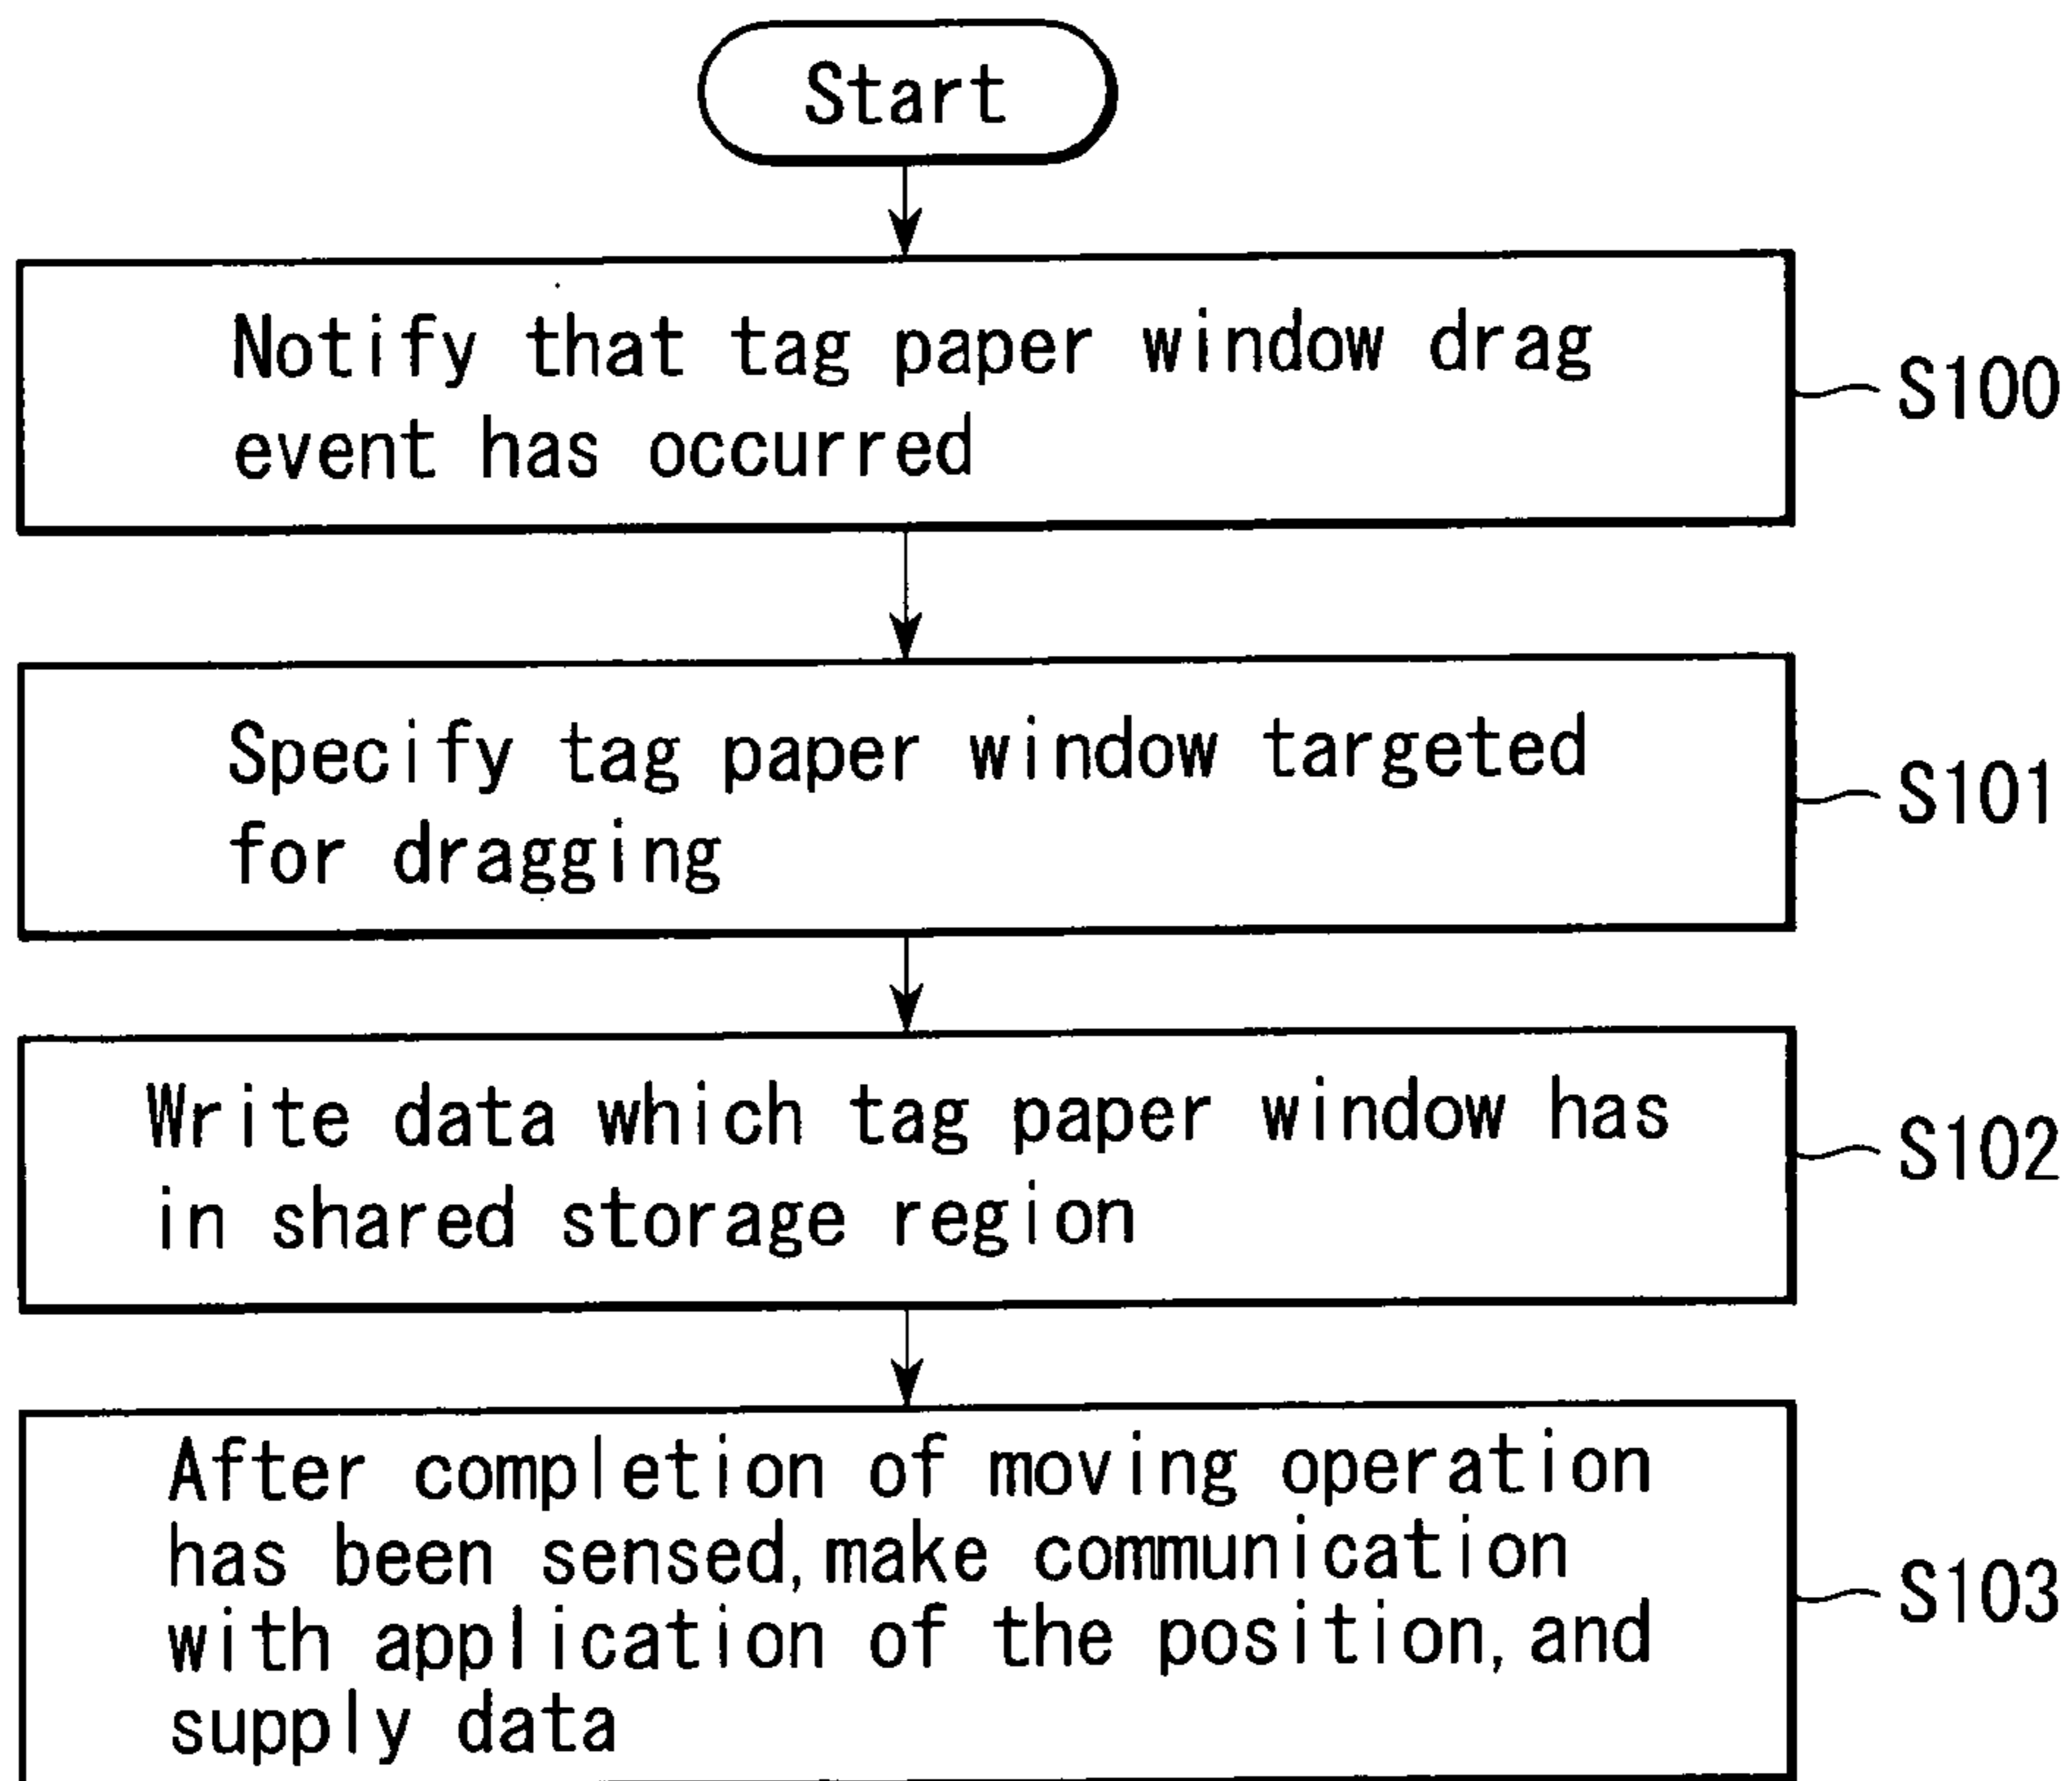 Start
Notify that tag paper window drag
event has occurred
S100
Specify tag paper window targeted
for dragging
S101
Write data which tag paper window has
in shared storage region
S102
After completion of moving operation
has been sensed, make communication
with application of the position, and
supply data
S103